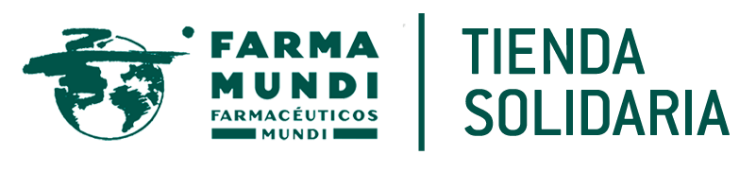 FARMA
MUNDI
FARMACÉUTICOS
MUNDI
TIENDA
SOLIDARIA